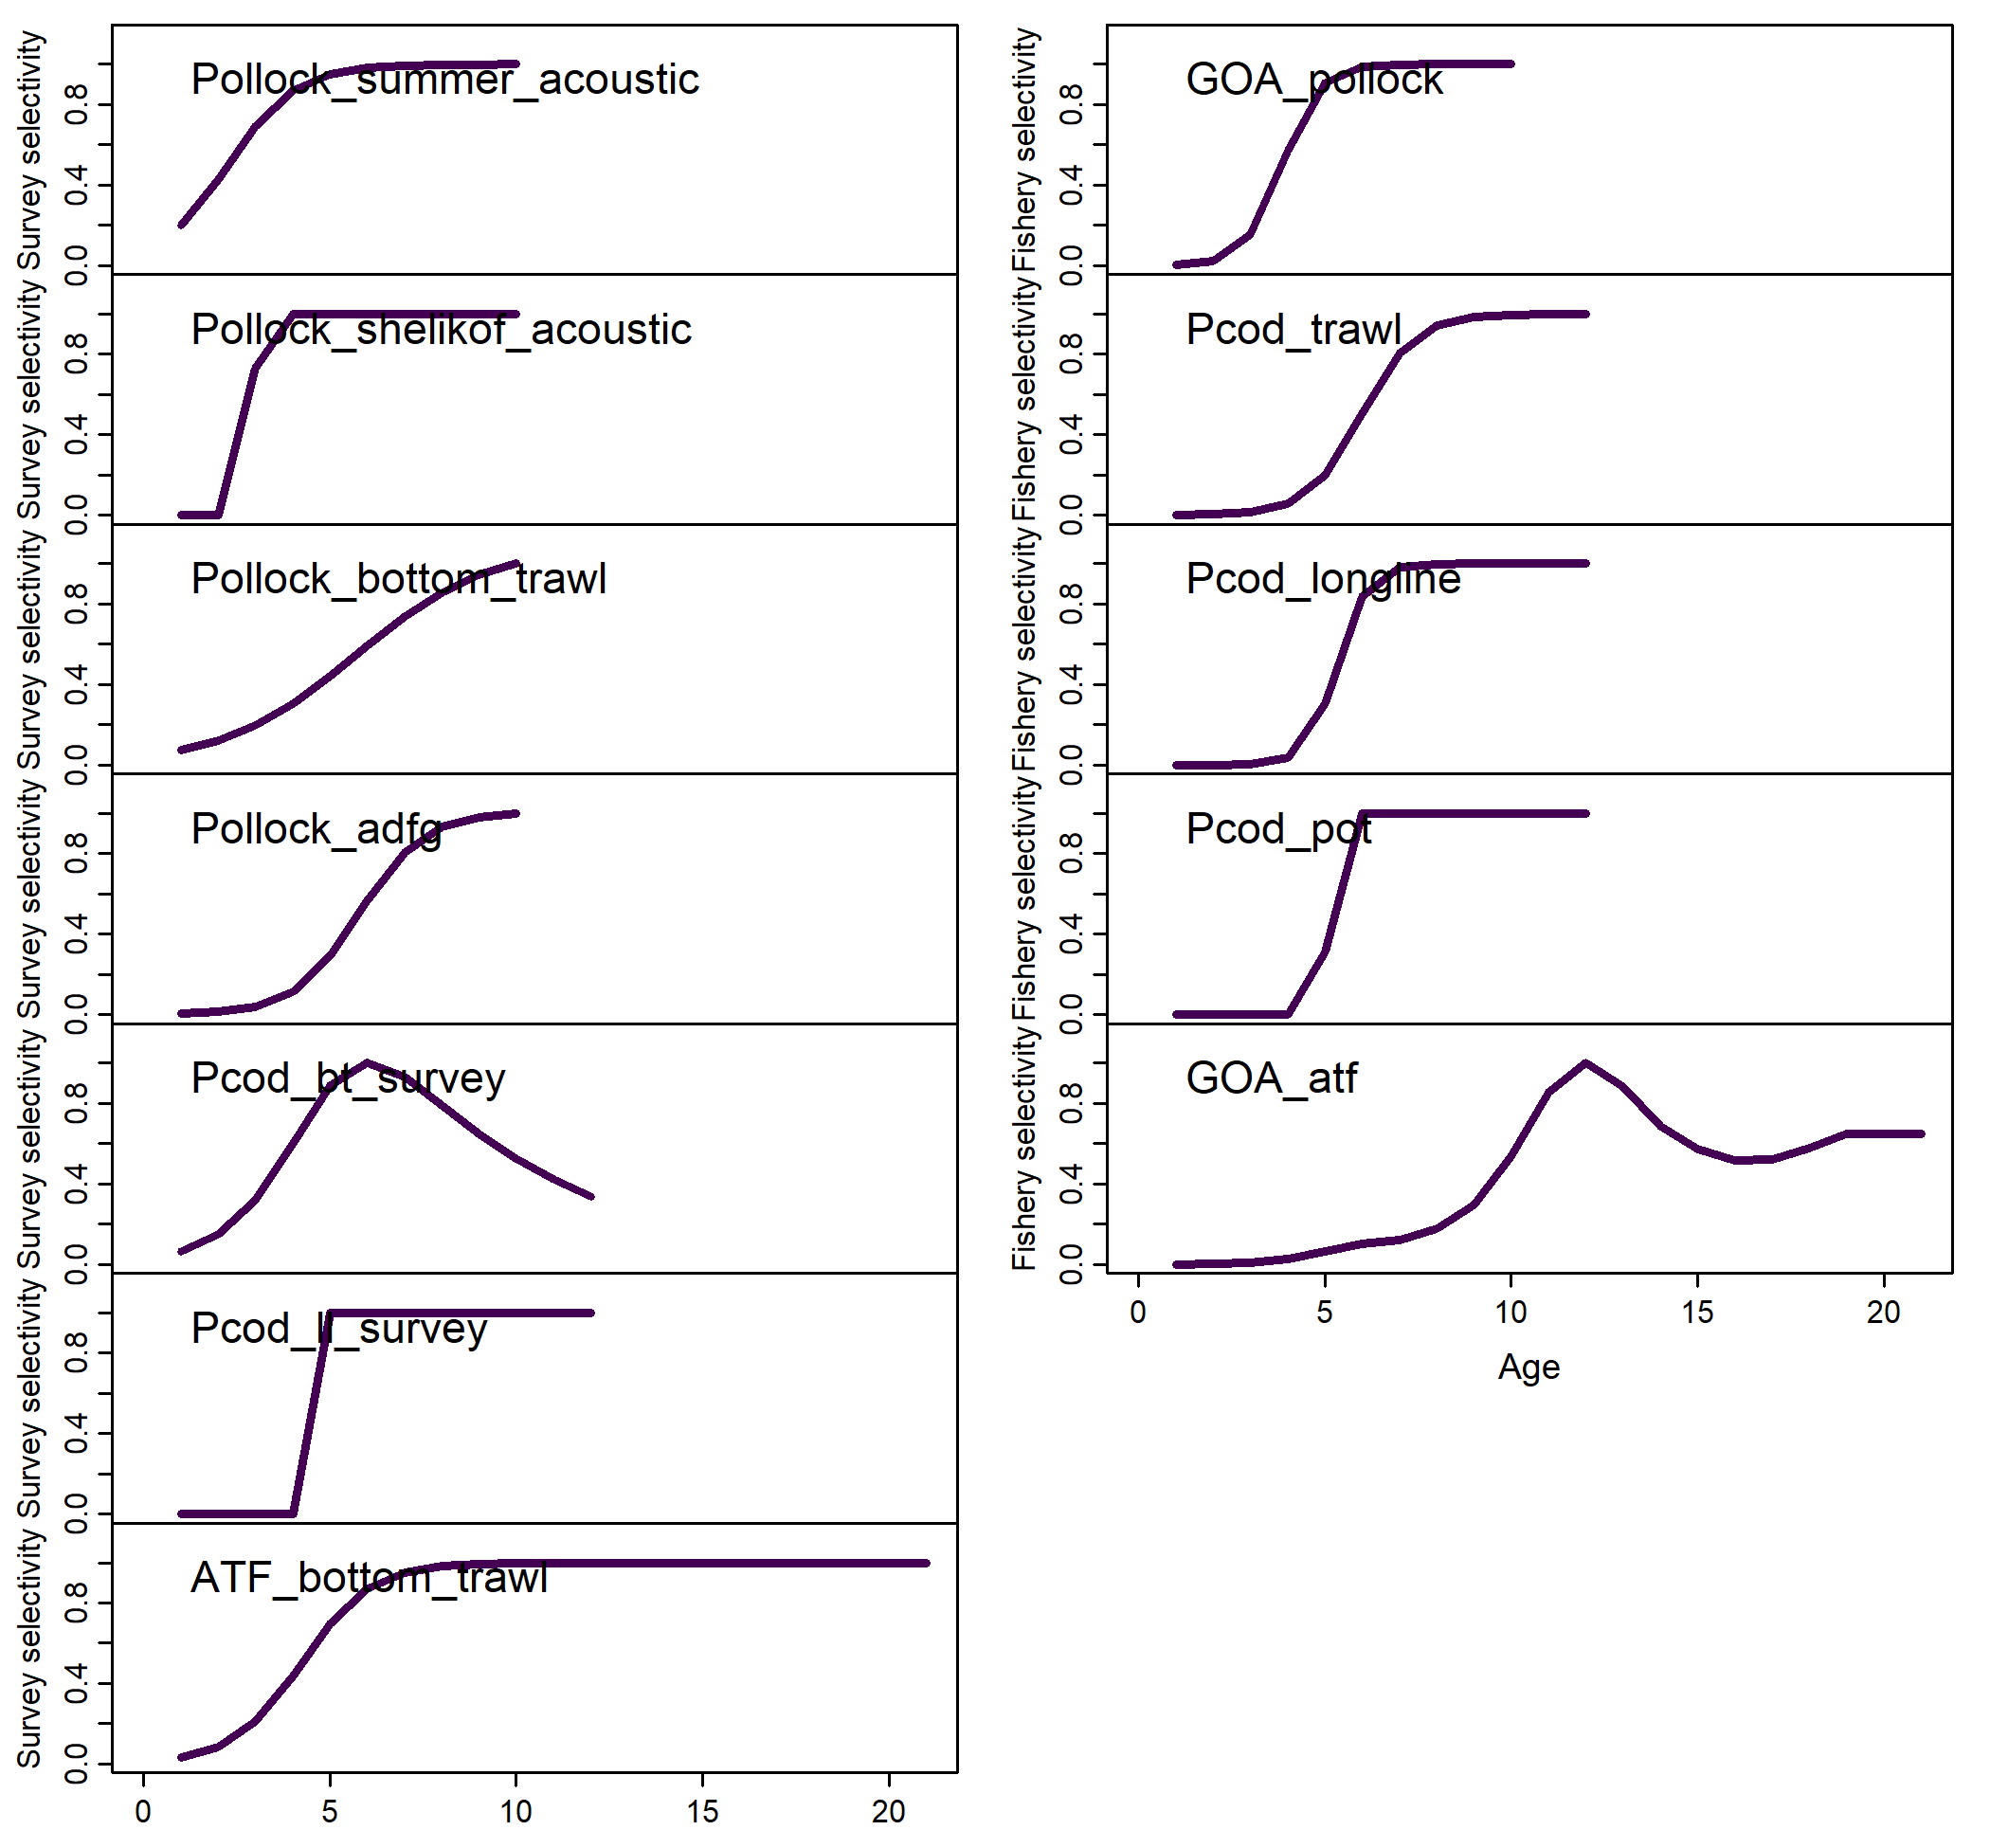 Survey selectivity
0.0 0.4 0.8
Pollock_summer_acoustic
Survey selectivity
0.0 0.4 0.8
Pollock_shelikof_acoustic
Survey selectivity
0.0 0.4 0.8
Pollock_bottom_trawl
Survey selectivity
0.0 0.4 0.8
Pollock_adfg
Survey selectivity
0.0 0.4 0.8
Pcod_bt_survey
Survey selectivity
0.0 0.4 0.8
Pcod_ll_survey
Survey selectivity
0.0 0.4 0.8
ATF_bottom_trawl
0 5 10 15 20
Fishery selectivity
0.0 0.4 0.8
GOA_pollock
Fishery selectivity
0.0 0.4 0.8
Pcod_trawl
Fishery selectivity
0.0 0.4 0.8
Pcod_longline
Fishery selectivity
0.0 0.4 0.8
Pcod_pot
Fishery selectivity
0.0 0.4 0.8
GOA_atf
0 5 10 15 20
Age